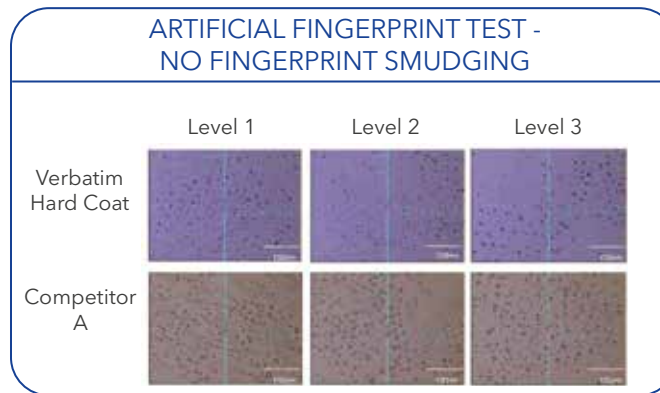 ARTIFICIAL FINGERPRINT TEST -
NO FINGERPRINT SMUDGING
Level 1
Level 2
Level 3
Verbatim
Hard Coat
Competitor
A